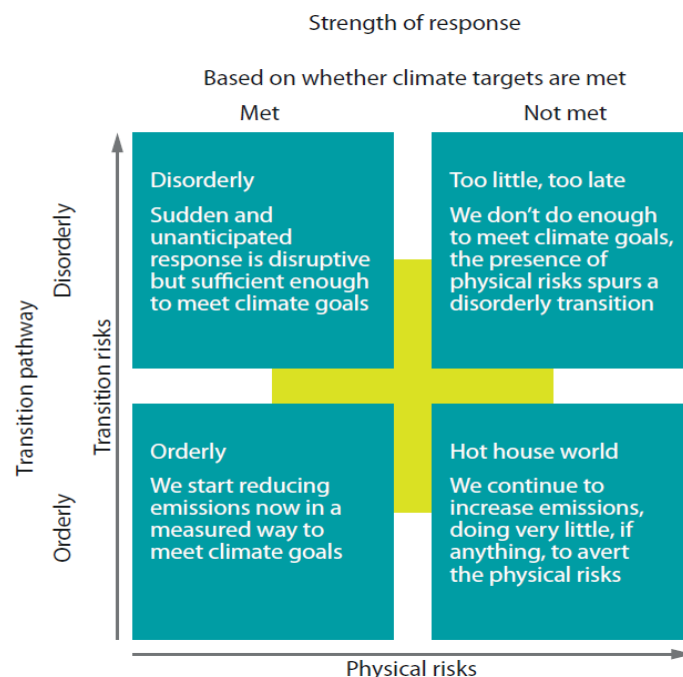 Strength of response
Based on whether climate targets are met
Met
Not met
Transition pathway
Disorderly
Orderly
Transition risks
Disorderly
Sudden and
unanticipated
response is disruptive
but sufficient enough
to meet climate goals
Too little, too late
We don’t do enough
to meet climate goals,
the presence of
physical risks spurs a
disorderly transition
Orderly
We start reducing
emissions now in a
measured way to
meet climate goals
Hot house world
We continue to
increase emissions,
doing very little, if
anything, to avert
the physical risks
Physical risks